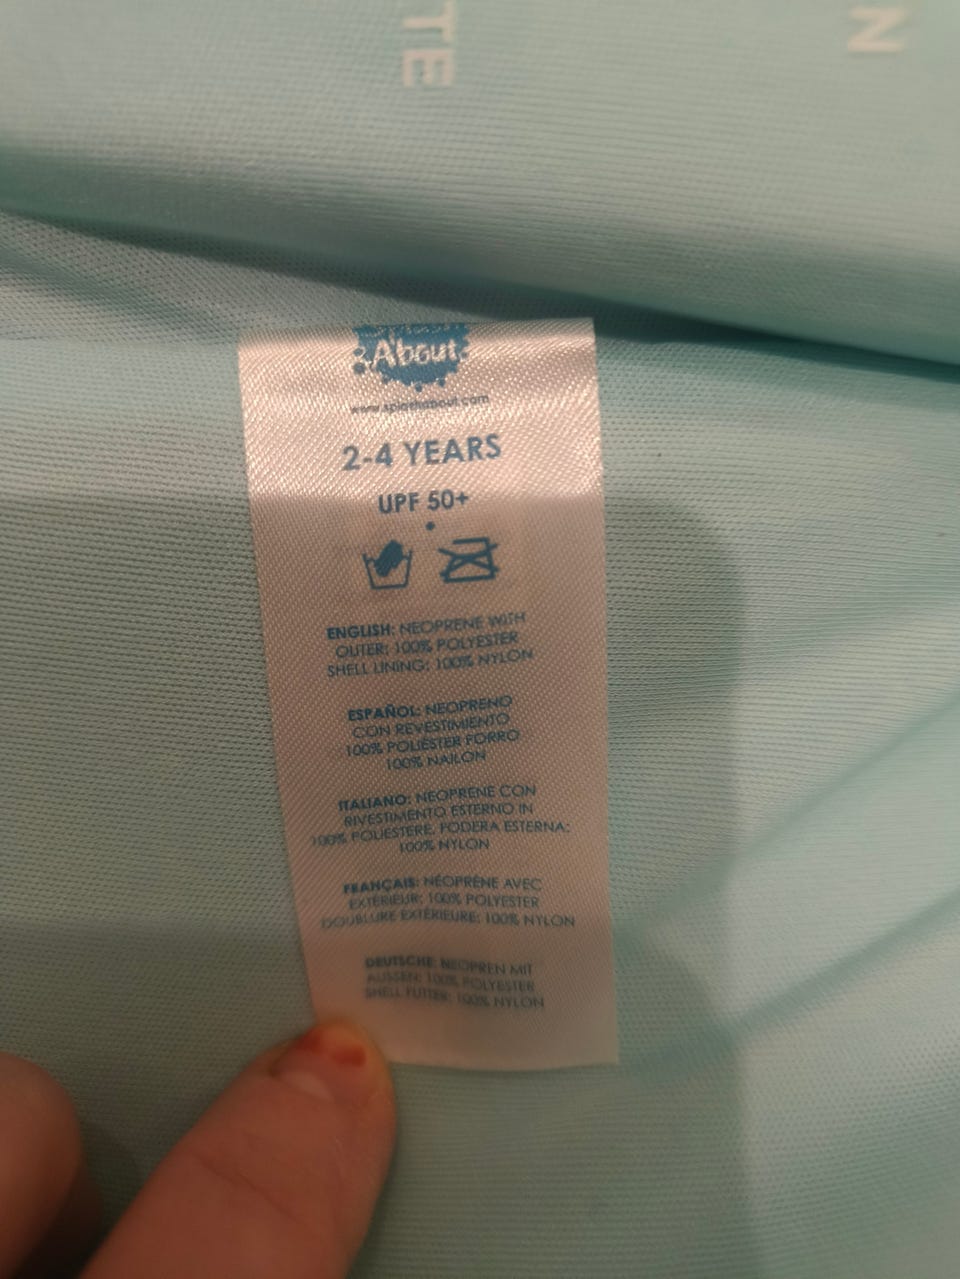 TE
N
Splash
About
www.splashabout.com
2-4 YEARS
UPF 50+
ENGLISH: NEOPRENE WITH
OUTER: 100% POLYESTER
SHELL LINING: 100% NYLON
ESPAÑOL: NEOPRENO
CON REVESTIMIENTO
100% POLIÉSTER FORRO
100% NAILON
ITALIANO: NEOPRENE CON
RIVESTIMENTO ESTERNO IN
100% POLIESTERE. FODERA ESTERNA:
100% NYLON
FRANÇAIS: NÉOPRÈNE AVEC
EXTÉRIEUR: 100% POLYESTER
DOUBLURE EXTÉRIEURE: 100% NYLON
DEUTSCHE: NEOPREN MIT
AUSSEN: 100% POLYESTER
SHELL FUTTER: 100% NYLON